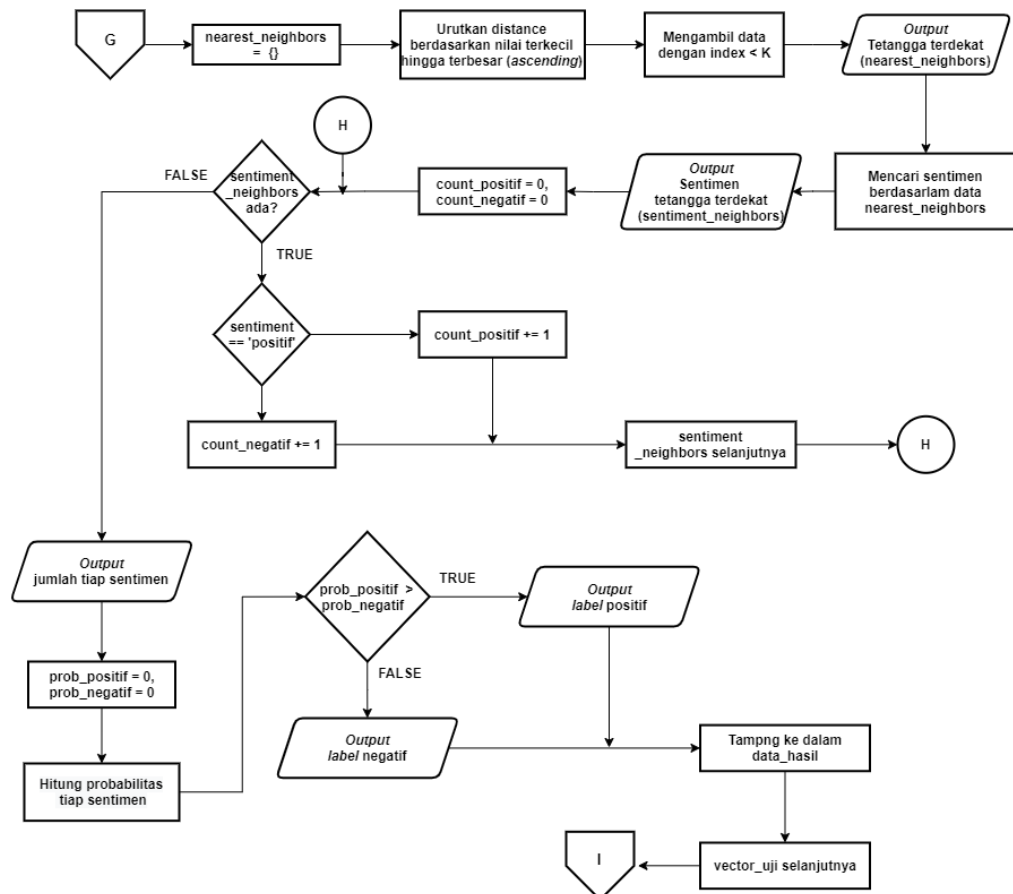 G
nearest_neighbors
= {}
Urutkan distance
berdasarkan nilai terkecil
hingga terbesar (ascending)
Mengambil data
dengan index < K
Output
Tetangga terdekat
(nearest_neighbors)
H
FALSE
sentiment
_neighbors
ada?
count_positif = 0,
count_negatif = 0
Output
Sentimen
tetangga terdekat
(sentiment_neighbors)
Mencari sentimen
berdasarlam data
nearest_neighbors
TRUE
sentiment
== 'positif'
count_positif += 1
count_negatif += 1
sentiment
_neighbors selanjutnya
H
Output
jumlah tiap sentimen
prob_positif >
prob_negatif
TRUE
Output
label positif
prob_positif = 0,
prob_negatif = 0
FALSE
Output
label negatif
Tampng ke dalam
data_hasil
Hitung probabilitas
tiap sentimen
I
vector_uji selanjutnya